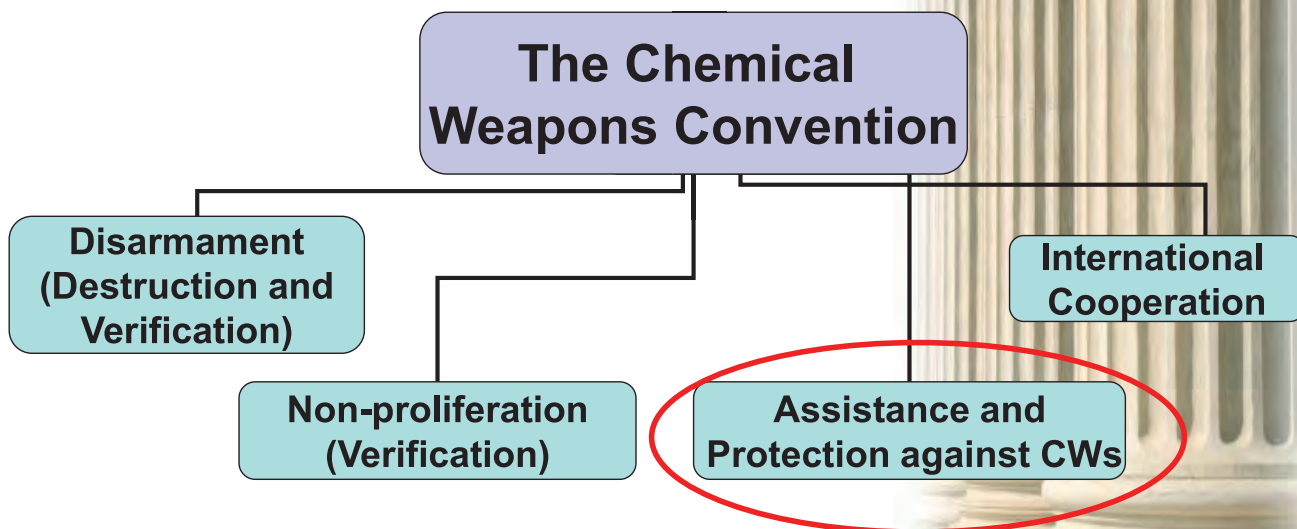 The Chemical
Weapons Convention
Disarmament
(Destruction and
Verification)
International
Cooperation
Non-proliferation
(Verification)
Assistance and
Protection against CWs